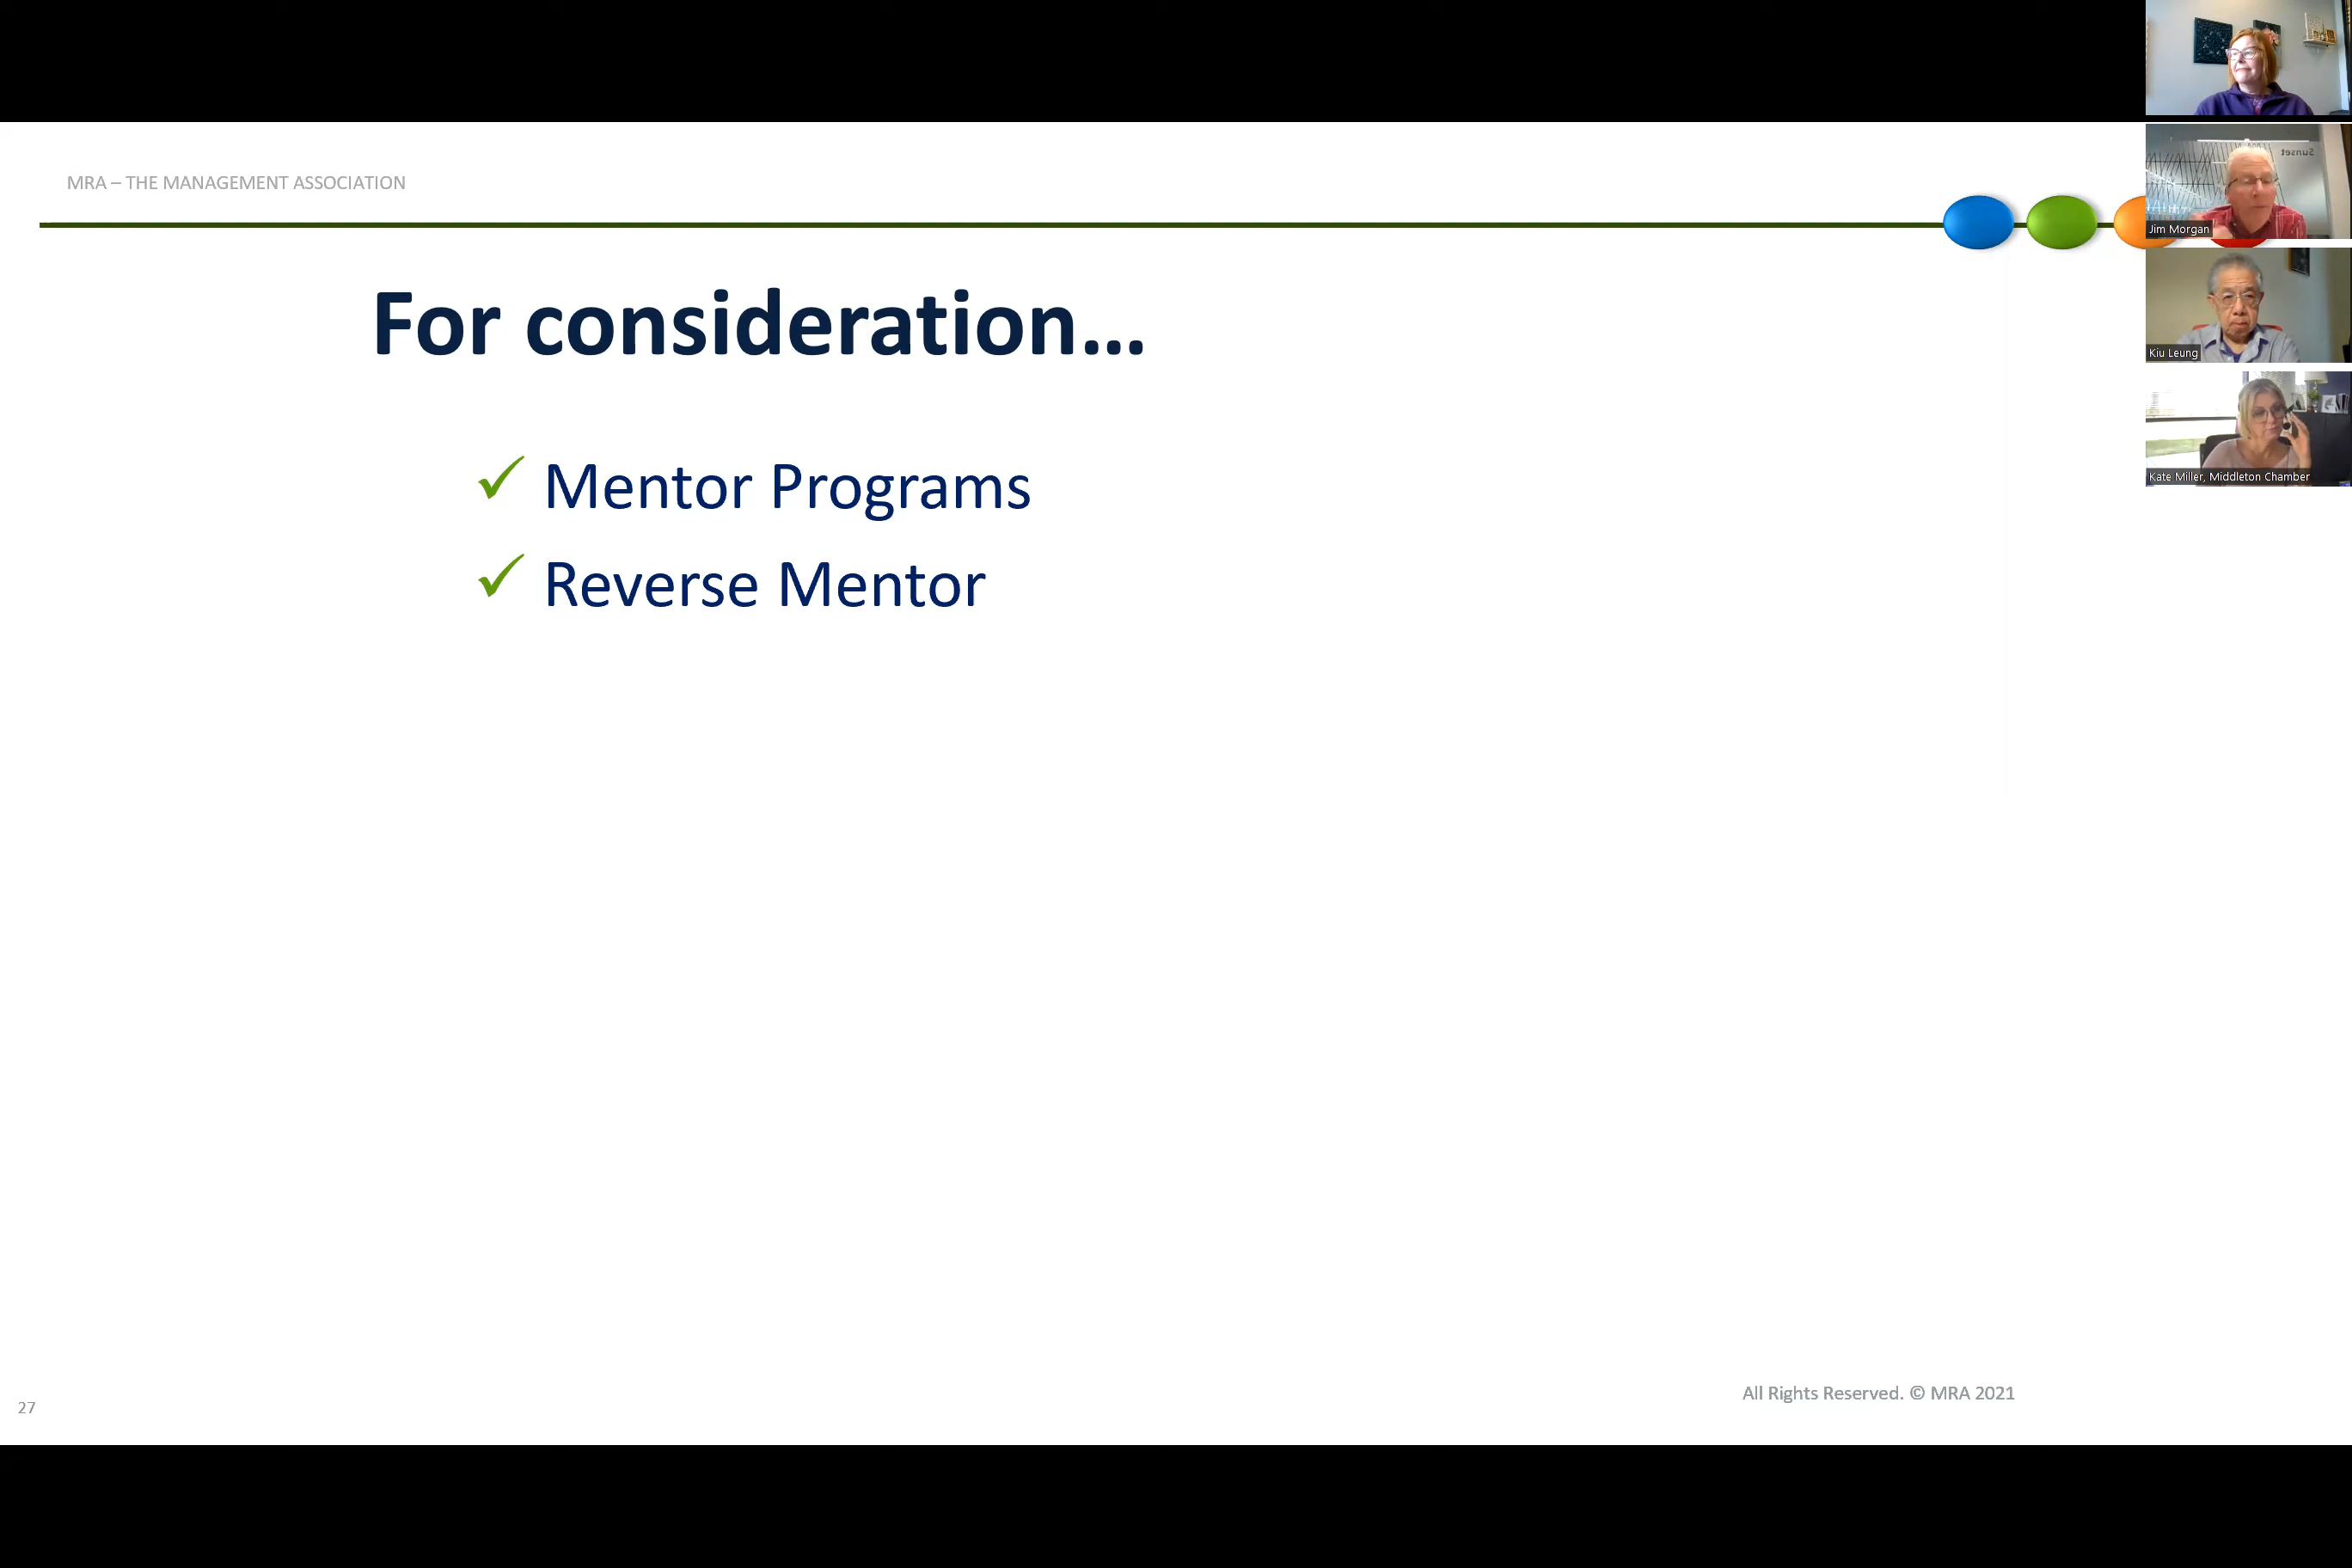 MRA – THE MANAGEMENT ASSOCIATION
For consideration...
✓ Mentor Programs
✓ Reverse Mentor
27
All Rights Reserved. © MRA 2021
Sunset
Jim Morgan
Kiu Leung
Kate Miller, Middleton Chamber